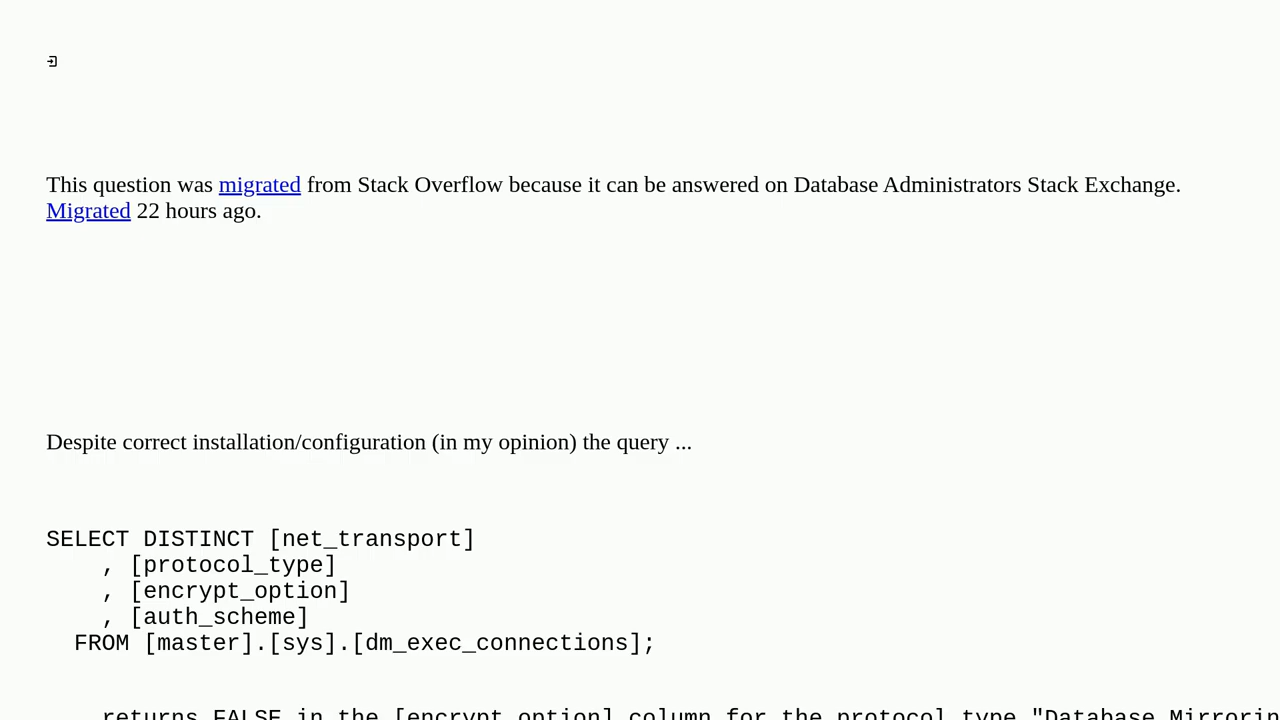 This question was migrated from Stack Overflow because it can be answered on Database Administrators Stack Exchange.
Migrated 22 hours ago.
Despite correct installation/configuration (in my opinion) the query ...
SELECT DISTINCT [net_transport]
, [protocol_type]
, [encrypt_option]
, [auth_scheme]
FROM [master].[sys].[dm_exec_connections];
returns FALSE in the [encrypt_option] column for the protocol_type "Database